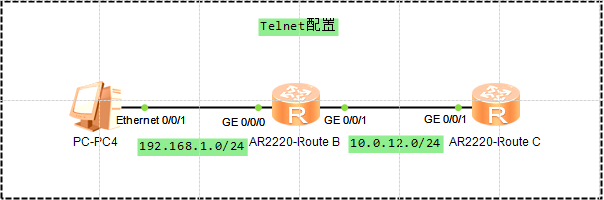 Telnet配置
Ethernet 0/0/1
GE 0/0/0
GE 0/0/1
GE 0/0/1
PC-PC4
192.168.1.0/24
AR2220-Route B
10.0.12.0/24
AR2220-Route C
R
R